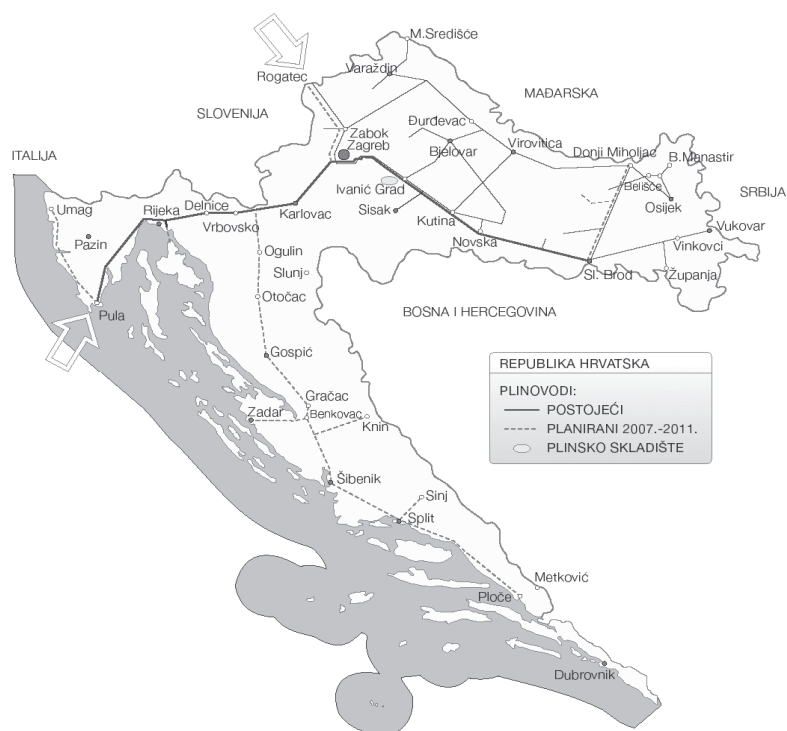 M.Središće
Varaždin
Rogatec
MAĐARSKA
SLOVENIJA
Đurđevac
Zabok
Zagreb
Bjelovar
Virovitica
Donji Miholjac
B.Manastir
ITALIJA
Ivanić Grad
Belišće
SRBIJA
Umag
Rijeka
Delnice
Karlovac
Sisak
Kutina
Osijek
Vukovar
Pazin
Vrbovsko
Novska
Vinkovci
Ogulin
Slunj
Sl. Brod
Županja
Pula
Otočac
BOSNA I HERCEGOVINA
Gospić
REPUBLIKA HRVATSKA
PLINOVODI:
POSTOJEĆI
PLANIRANI 2007.-2011.
PLINSKO SKLADIŠTE
Gračac
Zadar
Benkovac
Knin
Šibenik
Sinj
Split
Metković
Ploče
Dubrovnik